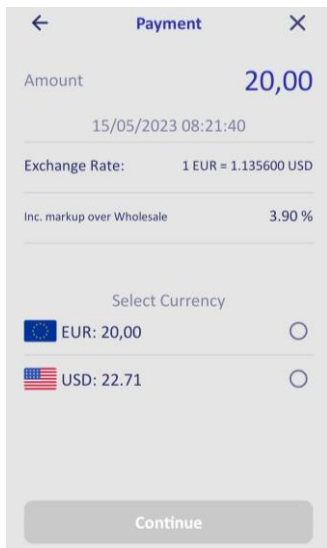 Payment
Amount 20,00
15/05/2023 08:21:40
Exchange Rate: 1 EUR = 1.135600 USD
Inc. markup over Wholesale 3.90 %
Select Currency
EUR: 20,00
USD: 22.71
Continue